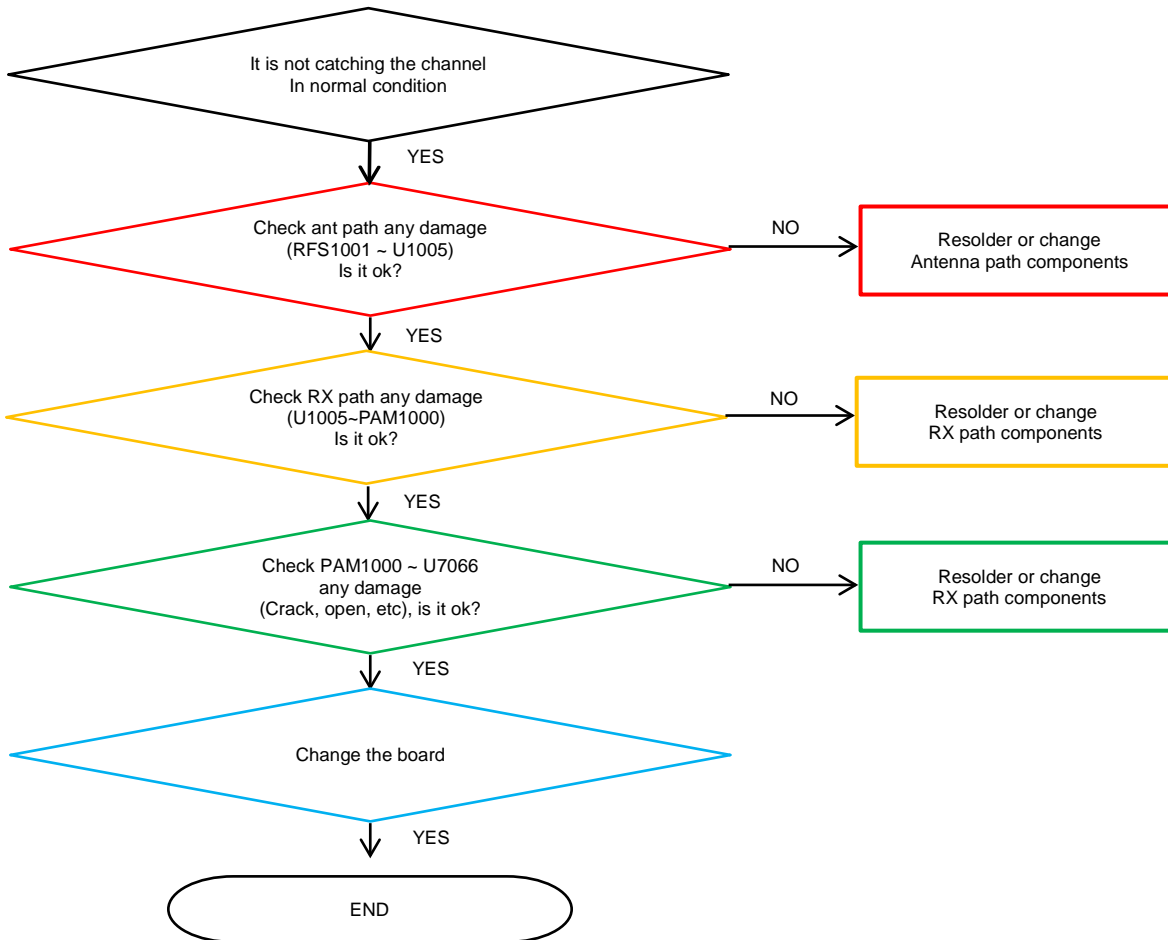 It is not catching the channel
In normal condition
YES
Check ant path any damage
(RFS1001 ~ U1005)
Is it ok?
NO
Resolder or change
Antenna path components
YES
Check RX path any damage
(U1005~PAM1000)
Is it ok?
NO
Resolder or change
RX path components
YES
Check PAM1000 ~ U7066
any damage
(Crack, open, etc), is it ok?
NO
Resolder or change
RX path components
YES
Change the board
YES
END